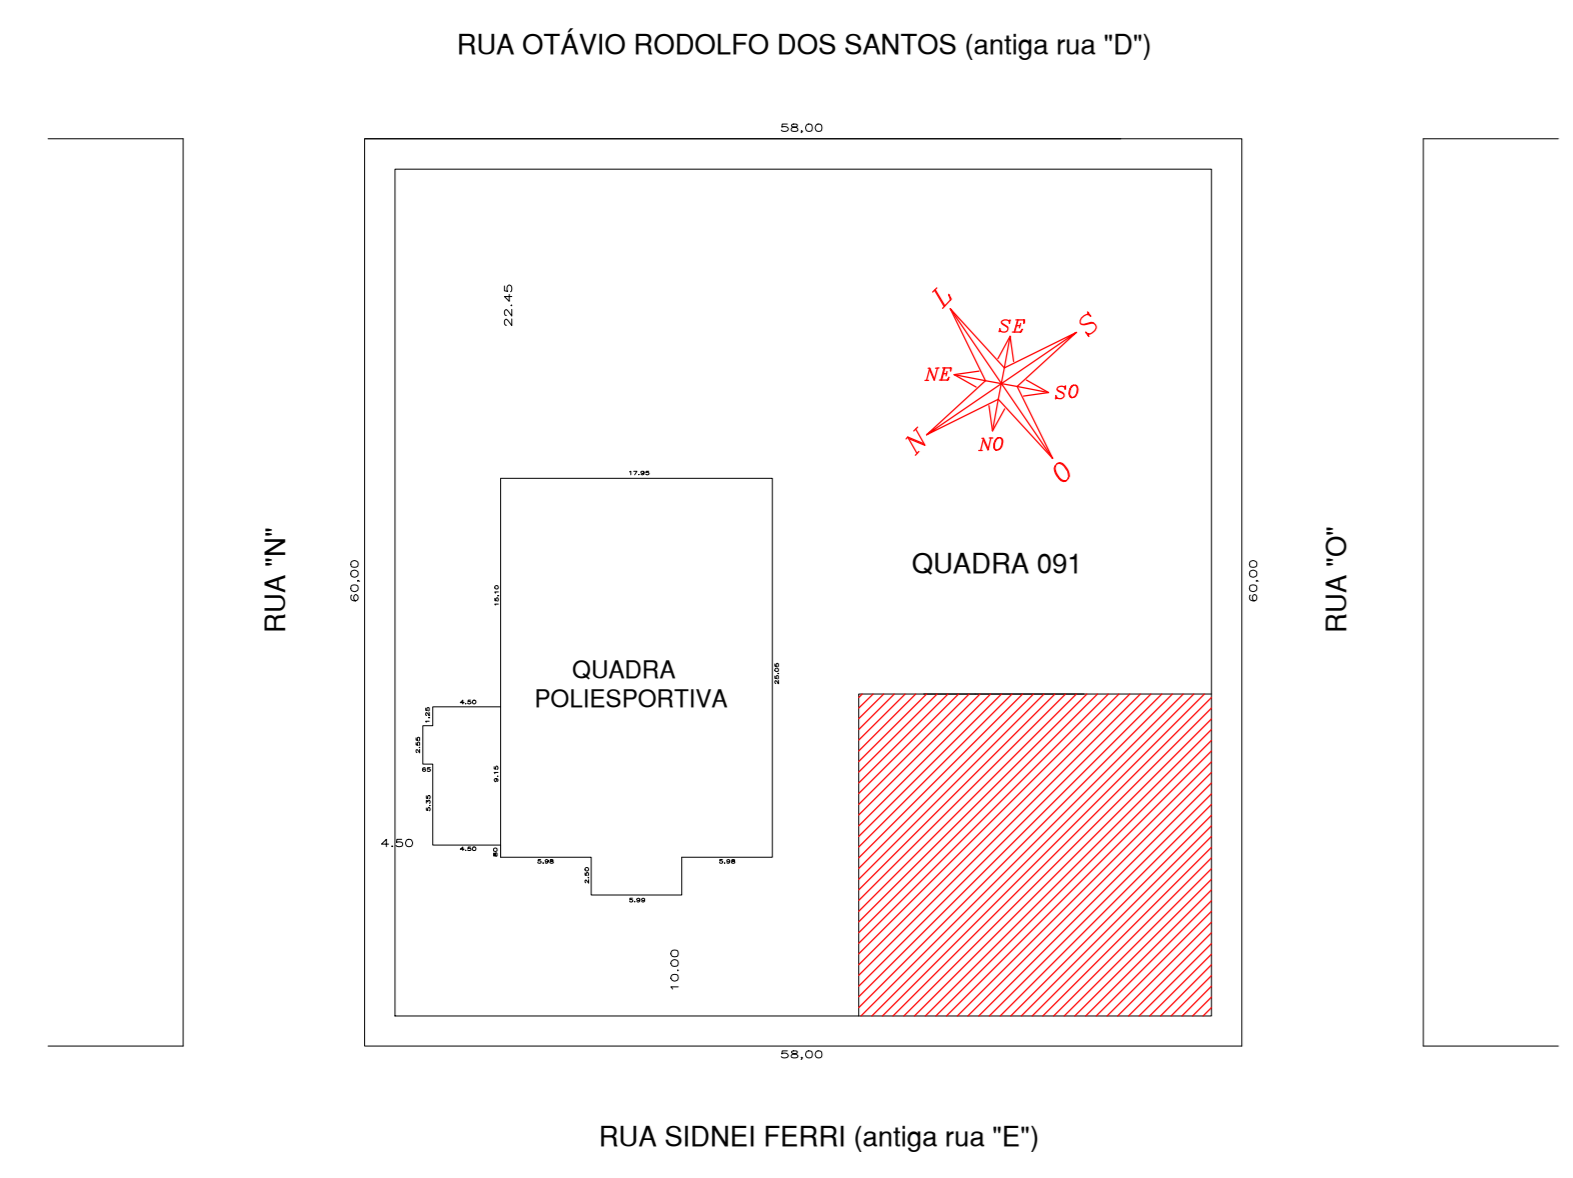 RUA OTÁVIO RODOLFO DOS SANTOS (antiga rua "D")
58,00
22.45
L
S
SE
NE
SO
N
NO
O
17.95
QUADRA 091
RUA "N"
60,00
15.10
60,00
RUA "O"
QUADRA
POLIESPORTIVA
25.05
4.50
1.25
2.55
65
9.15
5.35
4.50
4.50
80
5.98
5.98
2.50
5.99
10.00
58,00
RUA SIDNEI FERRI (antiga rua "E")